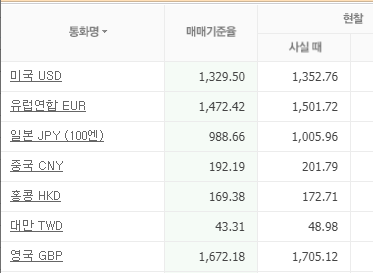 통화명 매매기준율 현찰
사실 때
미국 USD 1,329.50 1,352.76
유럽연합 EUR 1,472.42 1,501.72
일본 JPY (100엔) 988.66 1,005.96
중국 CNY 192.19 201.79
홍콩 HKD 169.38 172.71
대만 TWD 43.31 48.98
영국 GBP 1,672.18 1,705.12